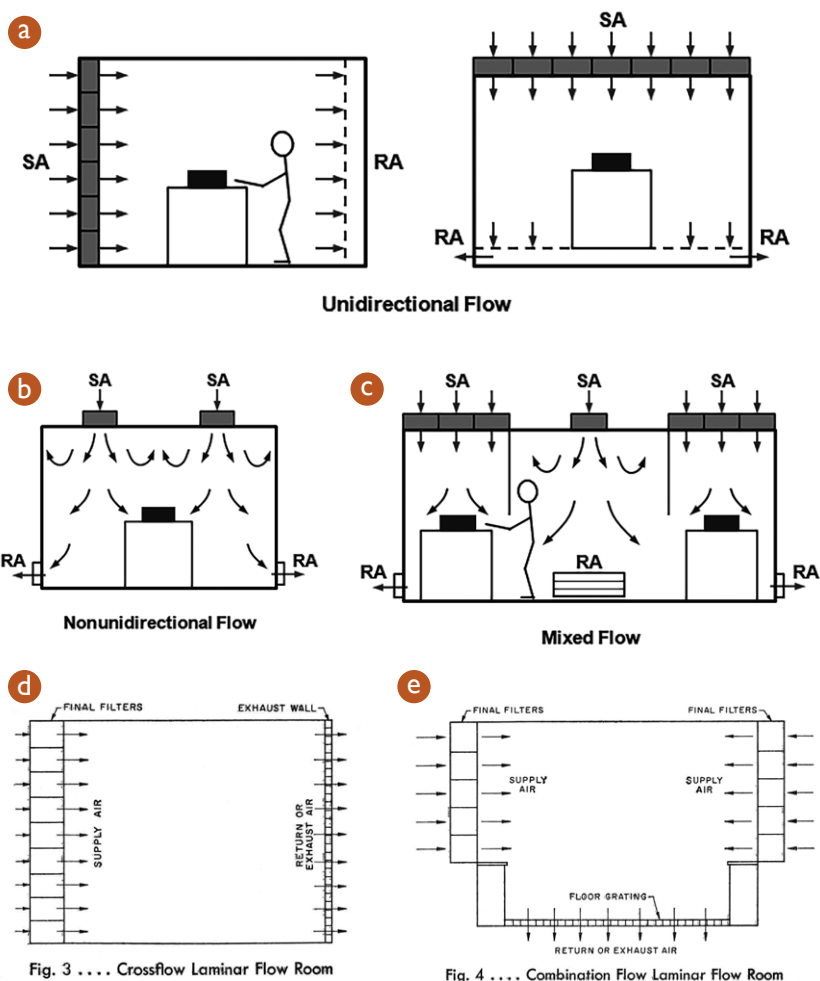 a
SA
SA
RA
RA
RA
Unidirectional Flow
b
SA
SA
RA
RA
Nonunidirectional Flow
c
SA
SA
SA
RA
RA
RA
Mixed Flow
d
FINAL FILTERS
EXHAUST WALL
SUPPLY AIR
RETURN OR
EXHAUST AIR
Fig. 3 .... Crossflow Laminar Flow Room
e
FINAL FILTERS
FINAL FILTERS
SUPPLY
AIR
SUPPLY
AIR
FLOOR GRATING
RETURN OR EXHAUST AIR
Fig. 4 .... Combination Flow Laminar Flow Room